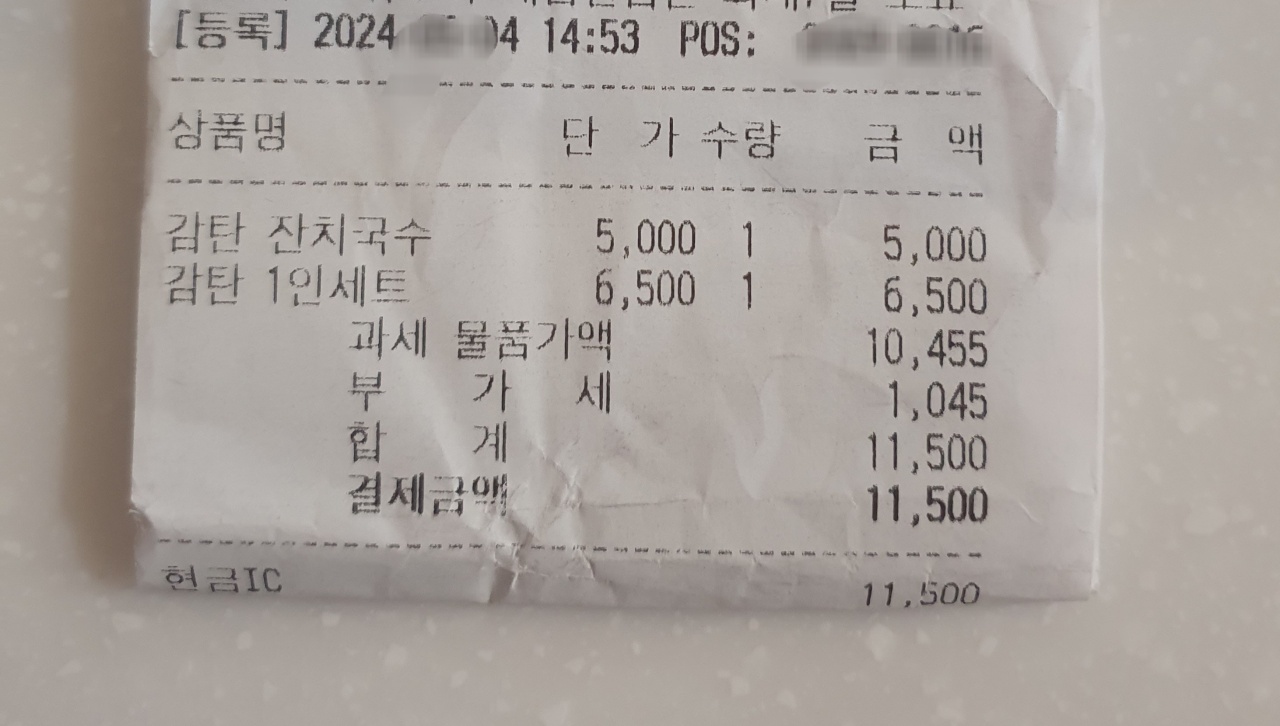 [등록] 2024 04 14:53 POS:
상품명 단 가 수량 금 액
감탄 잔치국수 5,000 1 5,000
감탄 1인세트 6,500 1 6,500
과세 물품가액 10,455
부 가 세 1,045
합 계 11,500
결제금액 11,500
현금IC 11,500